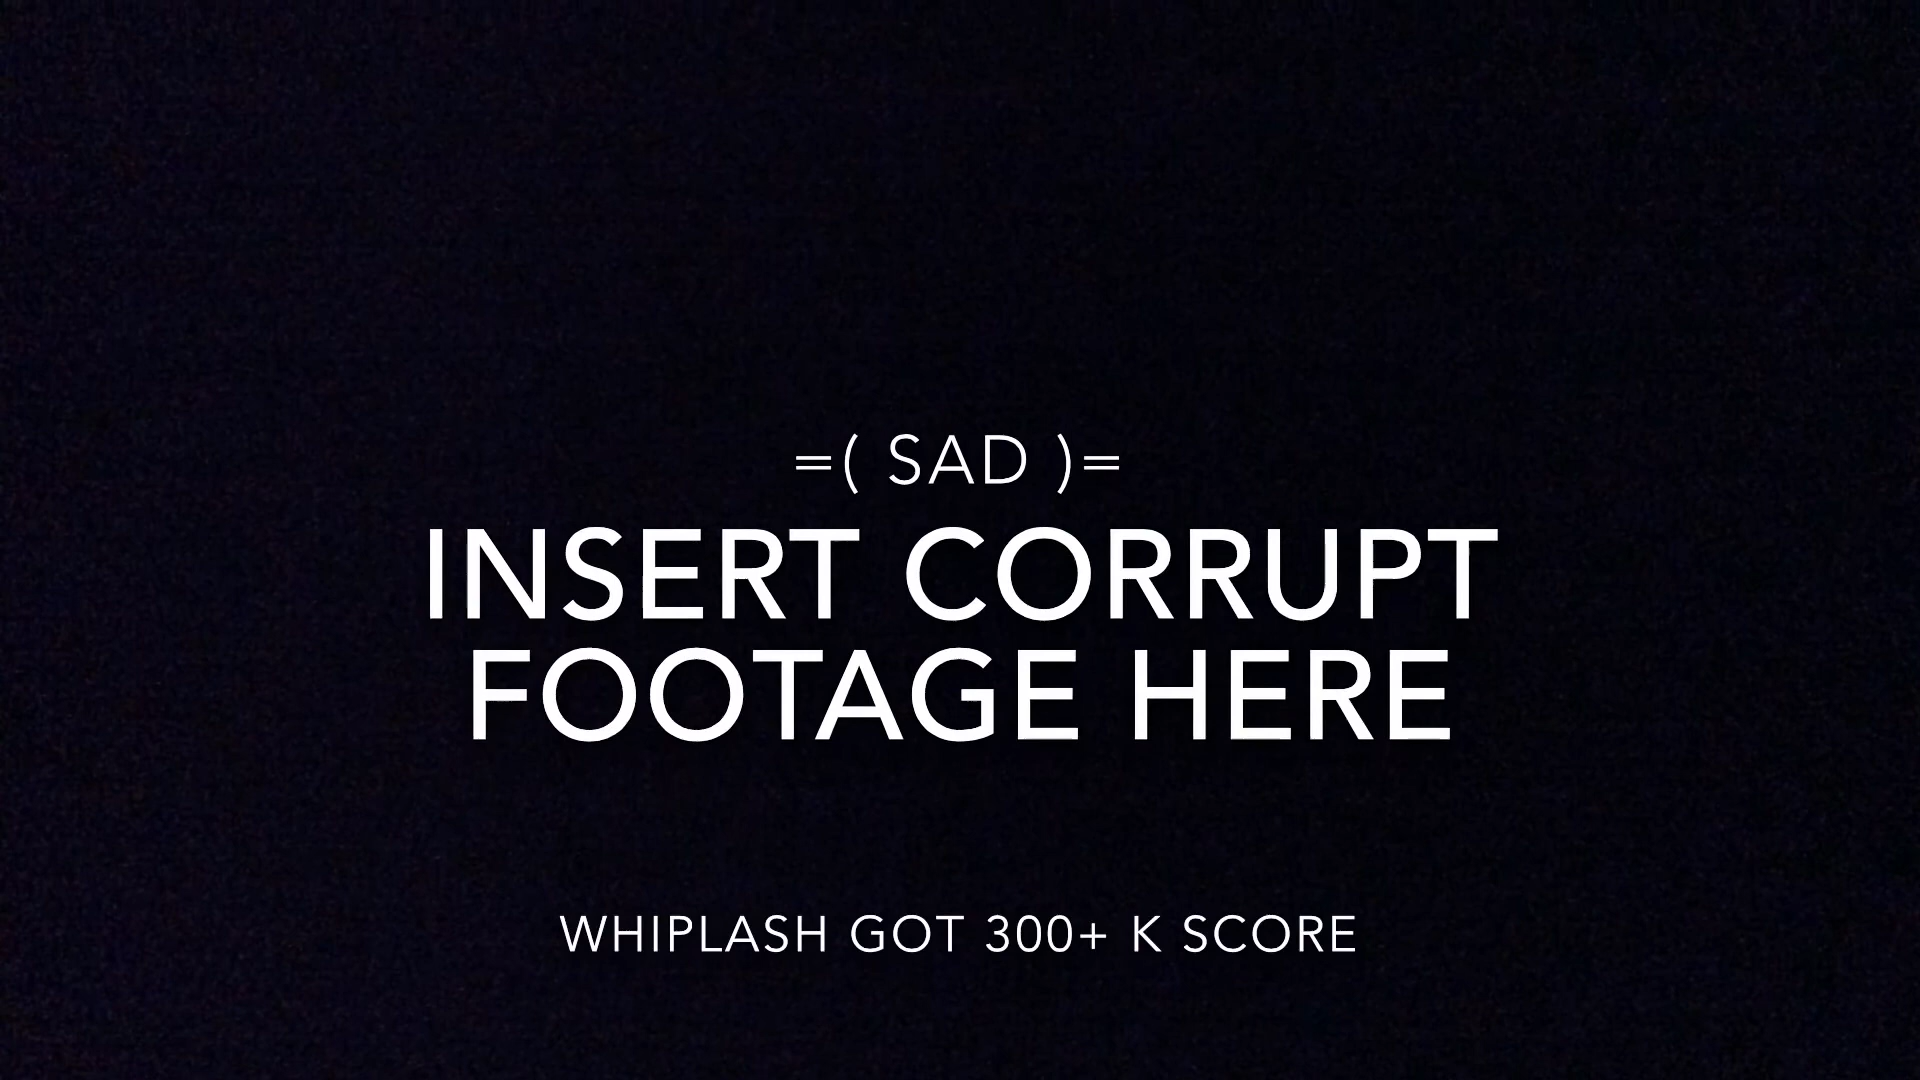 =( SAD )=
INSERT CORRUPT
FOOTAGE HERE
WHIPLASH GOT 300+ K SCORE